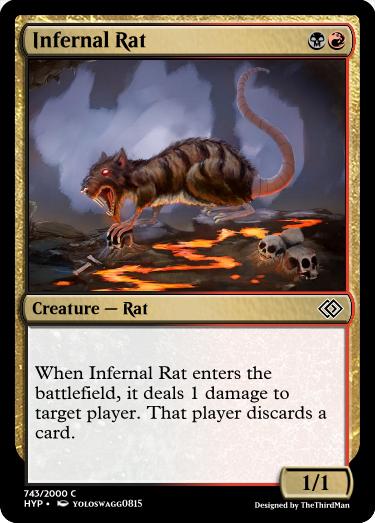 Infernal Rat
Creature — Rat
When Infernal Rat enters the
battlefield, it deals 1 damage to
target player. That player discards a
card.
1/1
743/2000 C
HYP • YOLOSWAGG0815
Designed by TheThirdMan